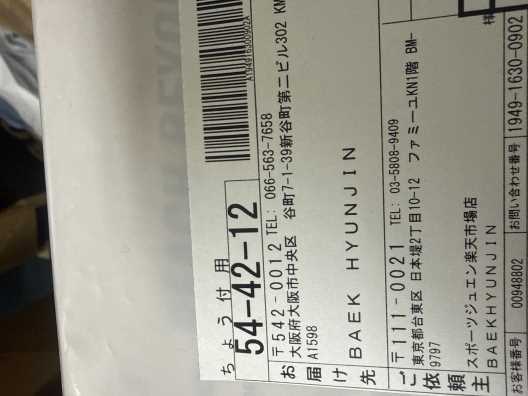 A194916300902A
ちょう付用
54-42-12
お届け先
〒542-0012 TEL: 066-563-7658
大阪府大阪市中央区 谷町7-1-39新谷町第二ビル302 KM
A1598
BAEK HYUNJIN
様
ご依頼主
〒111-0021 TEL: 03-5808-9409
東京都台東区 日本堤2丁目10-12 ファミーユKN1階 BM-
9797
スポーツジュエン楽天市場店
BAEKHYUNJIN
お客様番号 00948802 お問い合わせ番号 1949-1630-0902